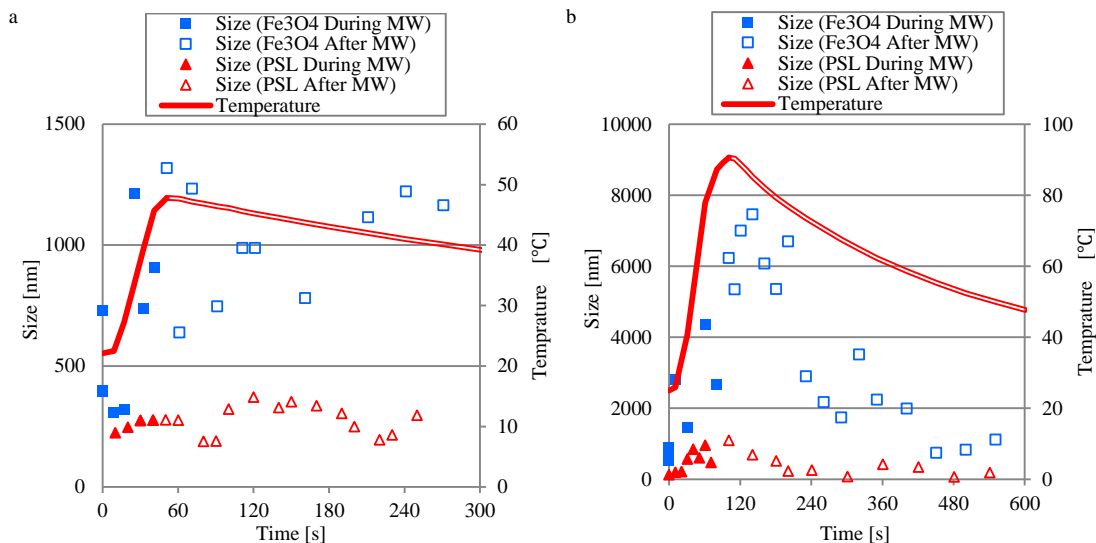 a
Size (Fe3O4 During MW)
Size (Fe3O4 After MW)
Size (PSL During MW)
Size (PSL After MW)
Temperature
1500
1000
500
0
Size [nm]
60
50
40
30
20
10
0
Temprature [℃]
0 60 120 180 240 300
Time [s]
b
Size (Fe3O4 During MW)
Size (Fe3O4 After MW)
Size (PSL During MW)
Size (PSL After MW)
Temperature
10000
8000
6000
4000
2000
0
Size [nm]
100
80
60
40
20
0
Temprature [℃]
0 120 240 360 480 600
Time [s]